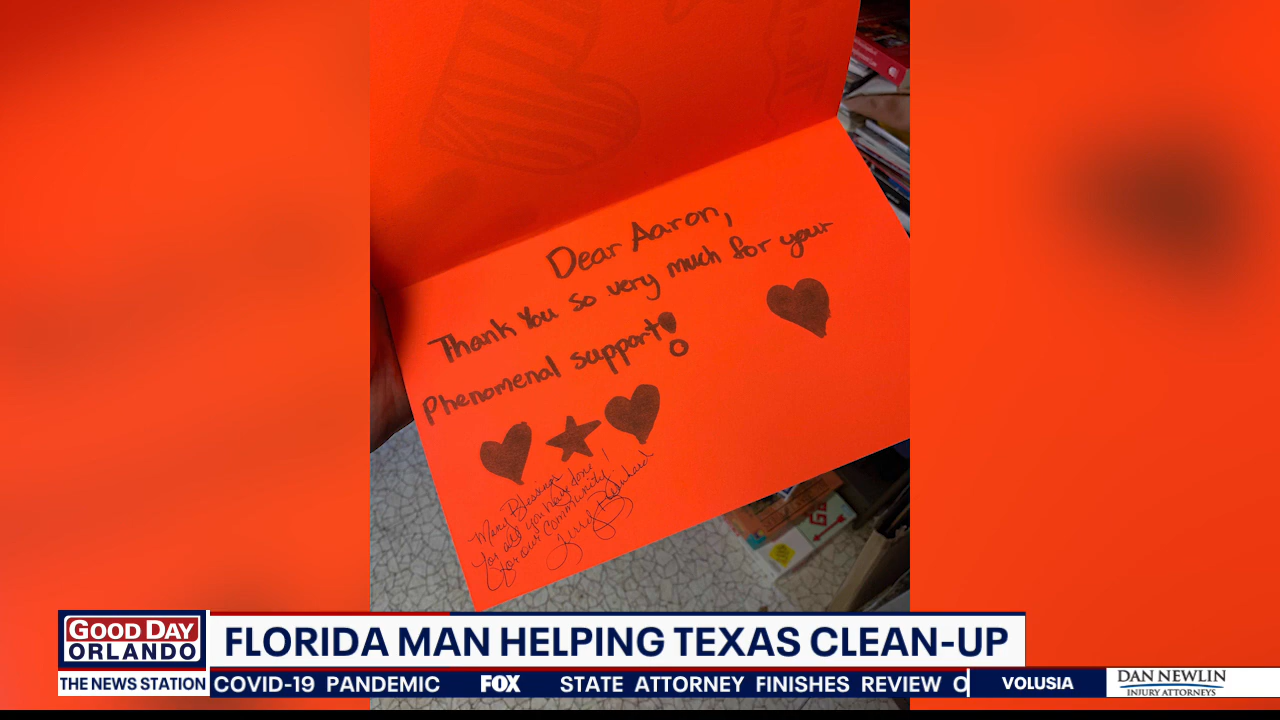 Dear Aaron,
Thank You so very much for your
Phenomenal support!
Many Blessings
for all you have done!
for our community.
GOOD DAY
ORLANDO
FLORIDA MAN HELPING TEXAS CLEAN-UP
THE NEWS STATION
COVID-19 PANDEMIC
FOX
STATE ATTORNEY FINISHES REVIEW
VOLUSIA
DAN NEWLIN
INJURY ATTORNEYS